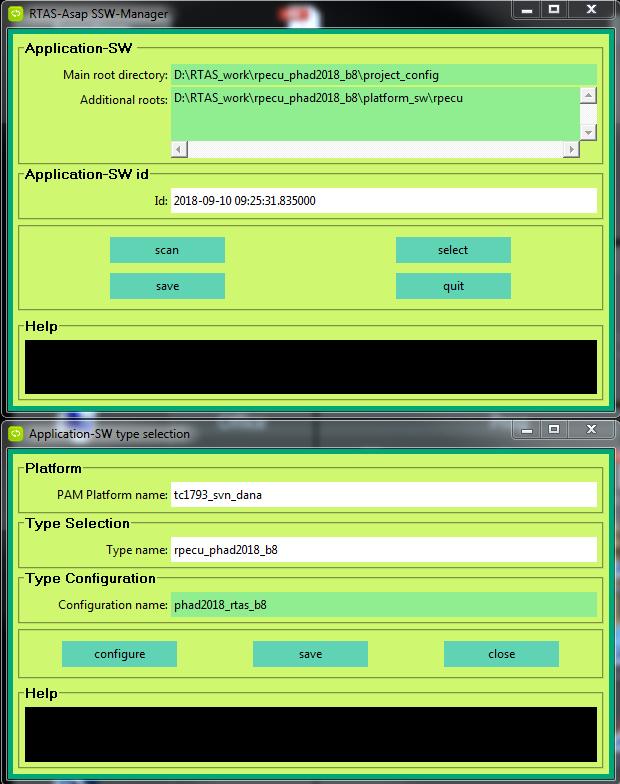 RTAS-Asap SSW-Manager
Application-SW
Main root directory: D:\RTAS_work\rpecu_phad2018_b8\project_config
Additional roots: D:\RTAS_work\rpecu_phad2018_b8\platform_sw\rpecu
Application-SW id
Id: 2018-09-10 09:25:31.835000
scan select
save quit
Help
Application-SW type selection
Platform
PAM Platform name: tc1793_svn_dana
Type Selection
Type name: rpecu_phad2018_b8
Type Configuration
Configuration name: phad2018_rtas_b8
configure save close
Help